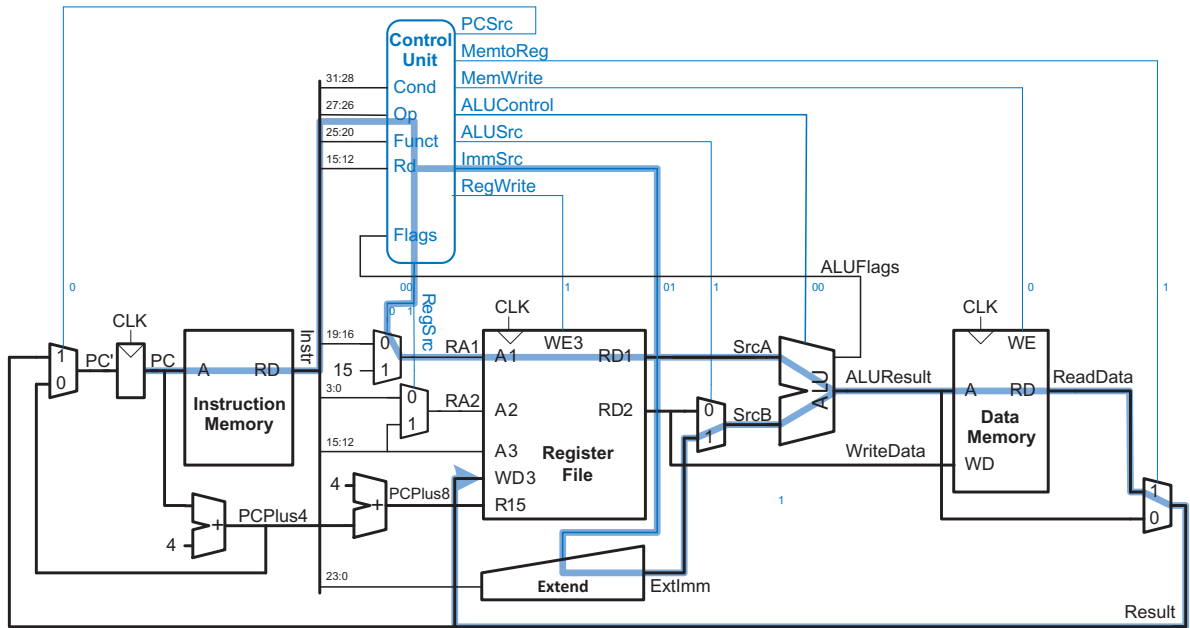 PCSrc
Control
Unit
MemtoReg
31:28
Cond
MemWrite
27:26
Op
ALUControl
25:20
Funct
ALUSrc
15:12
Rd
ImmSrc
RegWrite
Flags
ALUFlags
0
00
1
01
1
00
0
1
0 1
RegSrc
CLK
CLK
CLK
19:16
Instr
WE3
WE
1
PC'
0
PC
A
RD
0
RA1
A1
RD1
SrcA
15
1
ALU
ALUResult
A
RD
ReadData
Instruction
Memory
3:0
0
RA2
A2
RD2
0
SrcB
Data
Memory
1
1
15:12
A3
Register
File
WriteData
WD
4
WD3
1
+
PCPlus8
R15
1
0
+
PCPlus4
4
23:0
Extend
ExtImm
Result